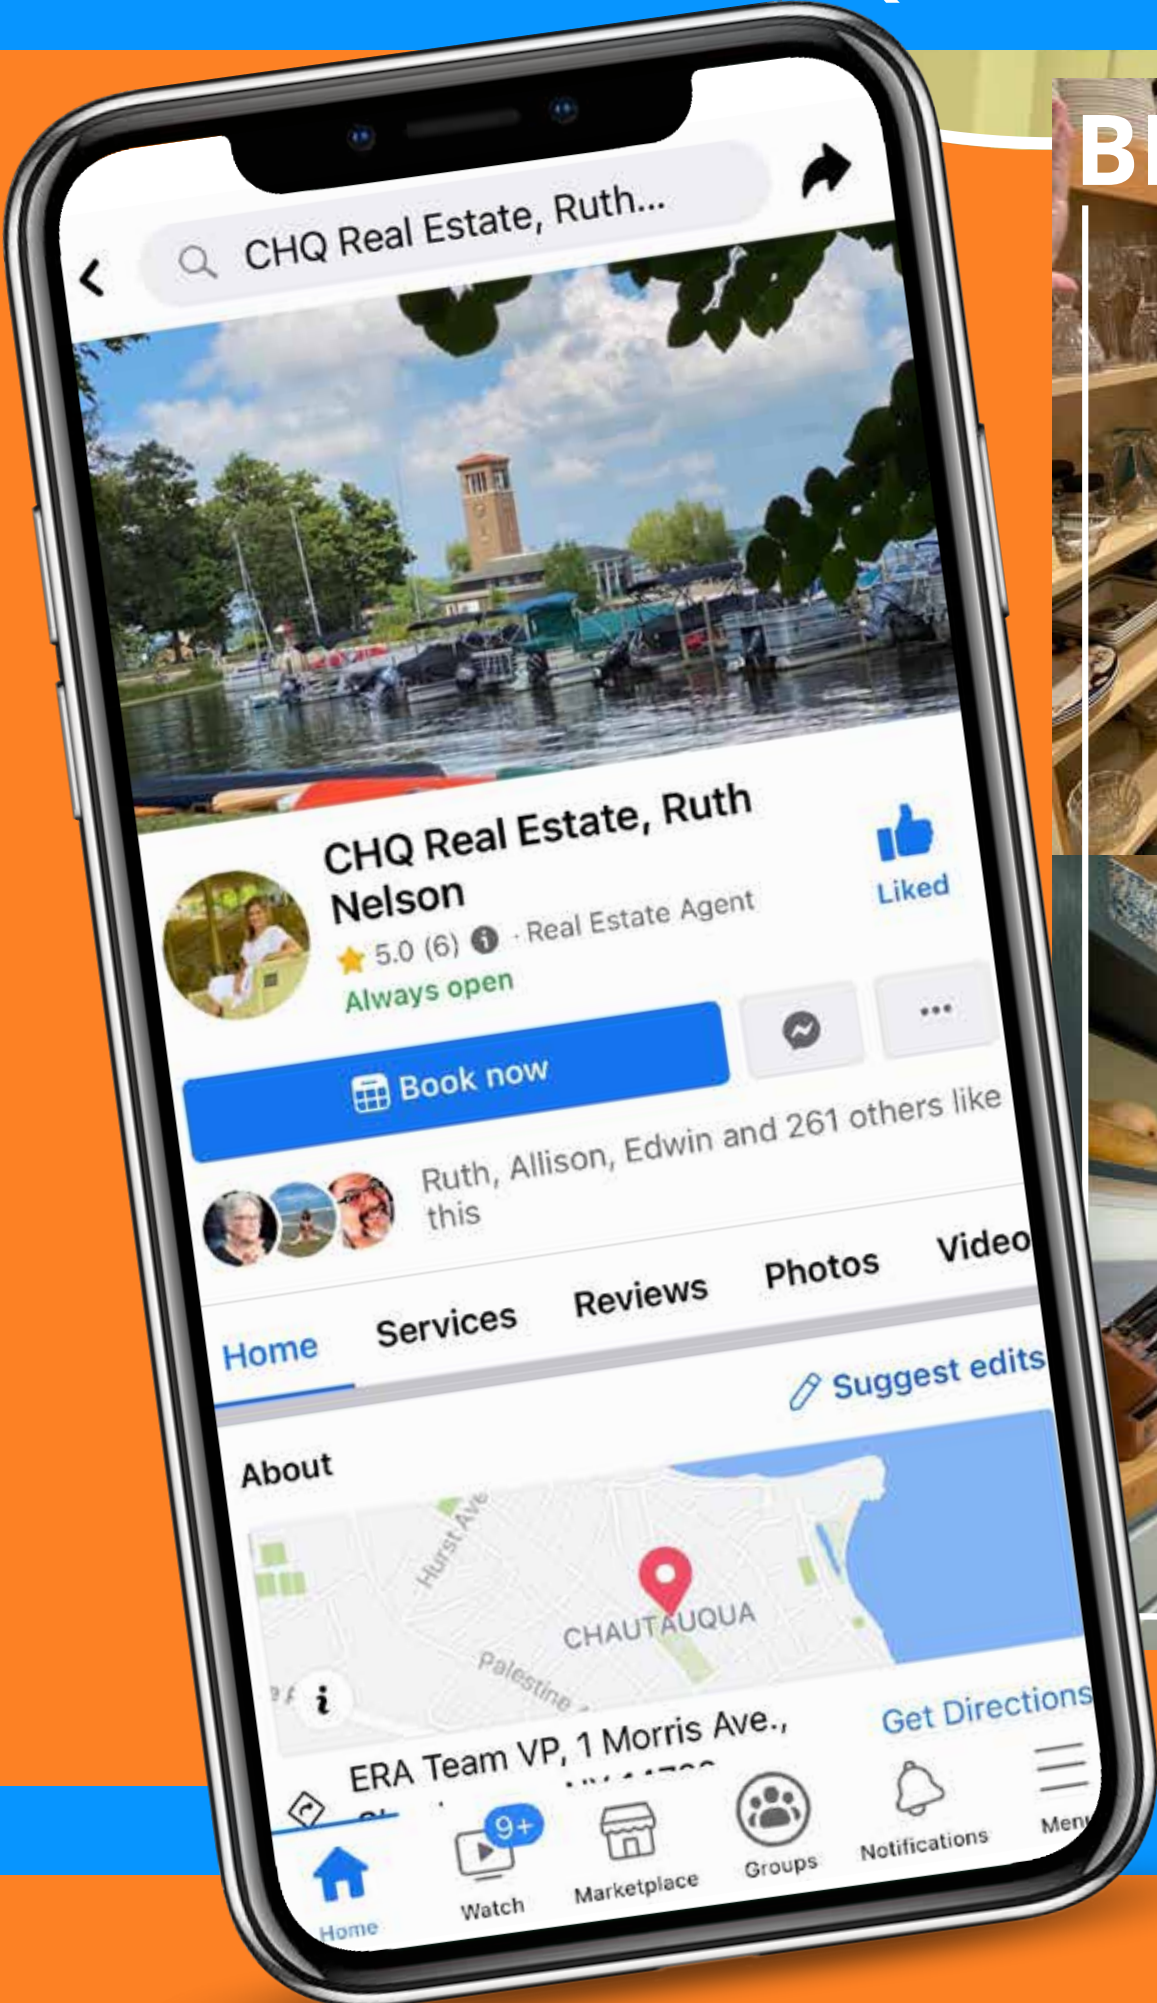 CHQ Real Estate, Ruth...
CHQ Real Estate, Ruth
Nelson
5.0 (6) · Real Estate Agent
Always open
Liked
Book now
Ruth, Allison, Edwin and 261 others like
this
Home Services Reviews Photos Video
Suggest edits
About
Hurst Ave
CHAUTAUQUA
Palestine
ERA Team VP, 1 Morris Ave.,
Get Directions
9+
Home Watch Marketplace Groups Notifications Menu